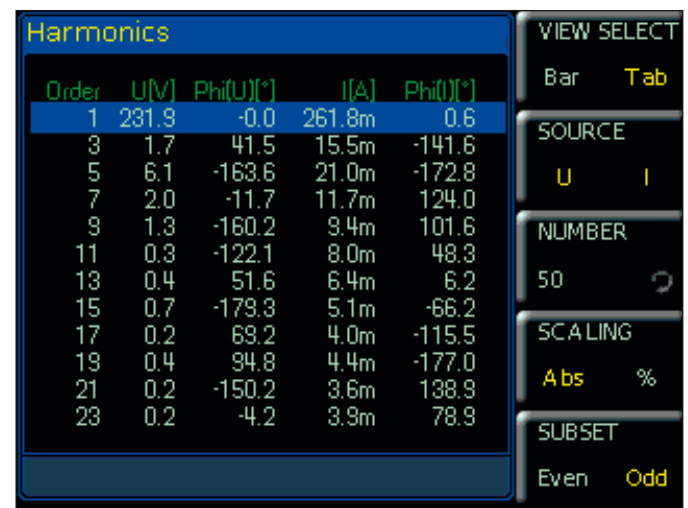 Harmonics
Order U[V] Phi(U)[°] I[A] Phi(I)[°]
1 231.9 -0.0 261.8m 0.6
3 1.7 41.5 15.5m -141.6
5 6.1 -163.6 21.0m -172.8
7 2.0 -11.7 11.7m 124.0
9 1.3 -160.2 9.4m 101.6
11 0.3 -122.1 8.0m 48.3
13 0.4 51.6 6.4m 6.2
15 0.7 -179.3 5.1m -66.2
17 0.2 69.2 4.0m -115.5
19 0.4 94.8 4.4m -177.0
21 0.2 -150.2 3.6m 138.9
23 0.2 -4.2 3.9m 78.9
VIEW SELECT
Bar Tab
SOURCE
U I
NUMBER
50
SCALING
Abs %
SUBSET
Even Odd